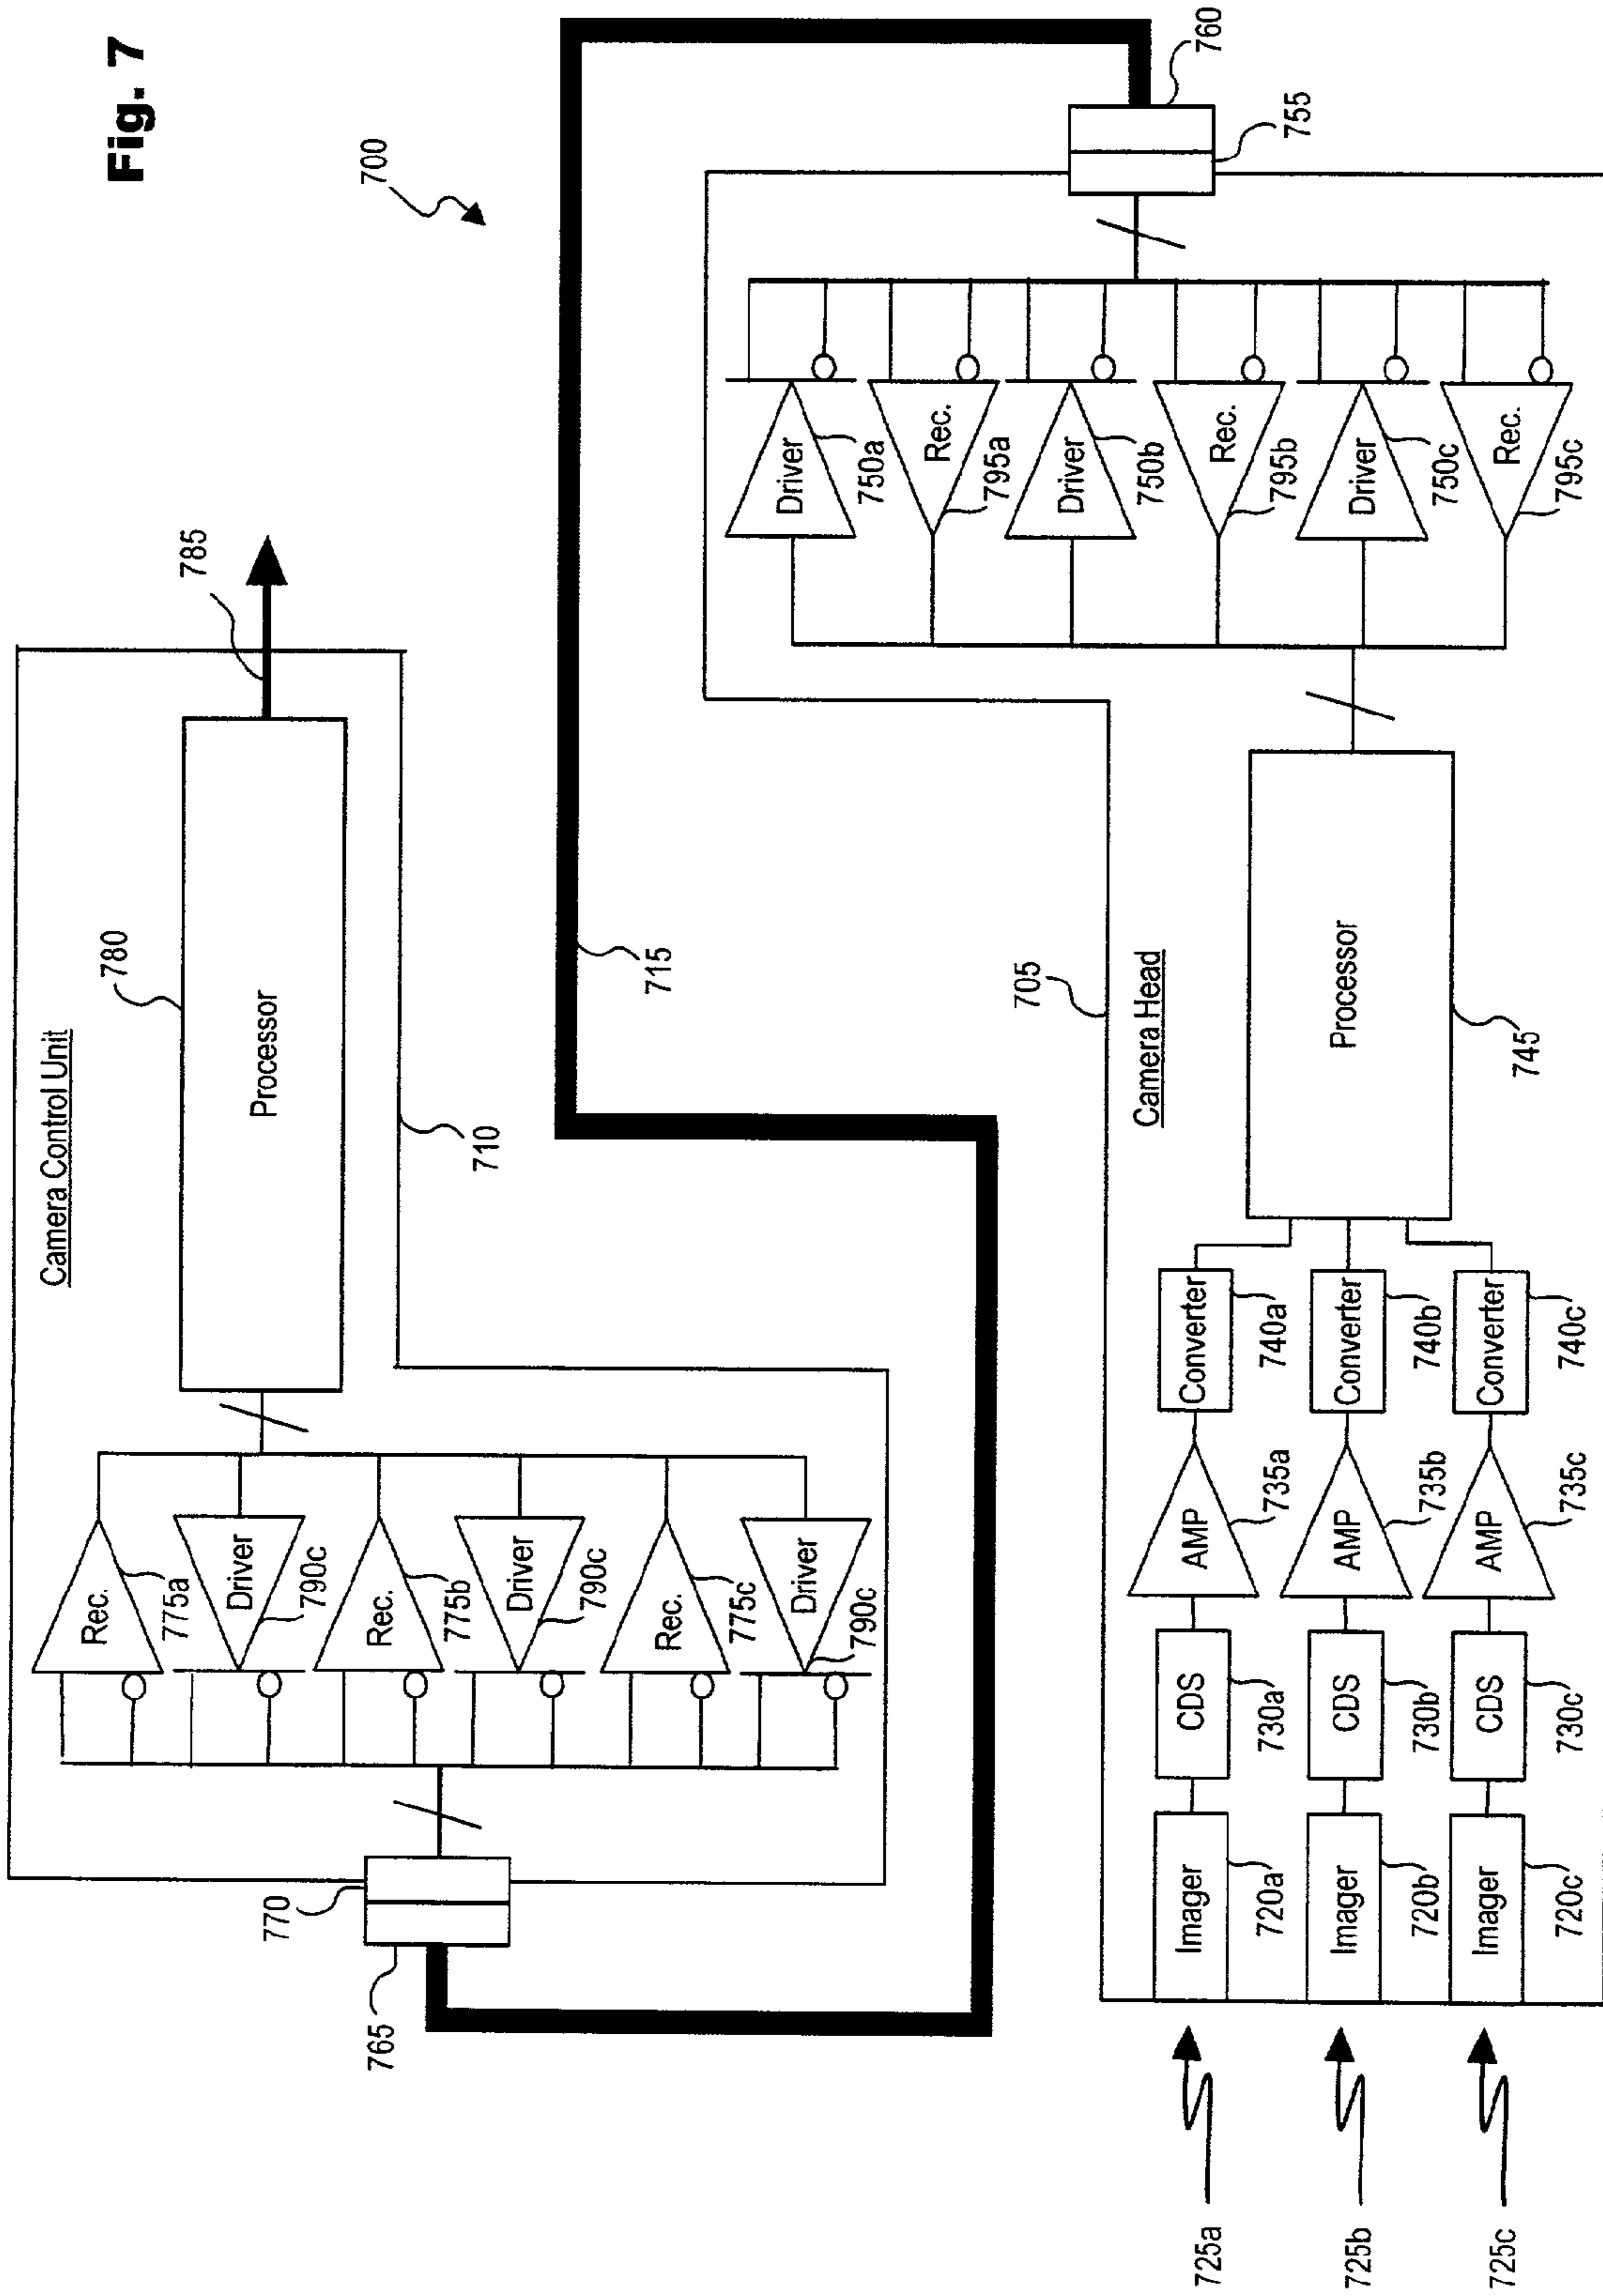 Fig. 7
700
Camera Control Unit
780
Processor
785
710
Rec.
775a
Driver
790c
Rec.
775b
Driver
790c
Rec.
775c
Driver
790c
770
765
715
705
Camera Head
725a
725b
725c
Imager
720a
CDS
730a
AMP
735a
Converter
740a
Imager
720b
CDS
730b
AMP
735b
Converter
740b
Imager
720c
CDS
730c
AMP
735c
Converter
740c
Processor
745
Driver
750a
Rec.
795a
Driver
750b
Rec.
795b
Driver
750c
Rec.
795c
755
760